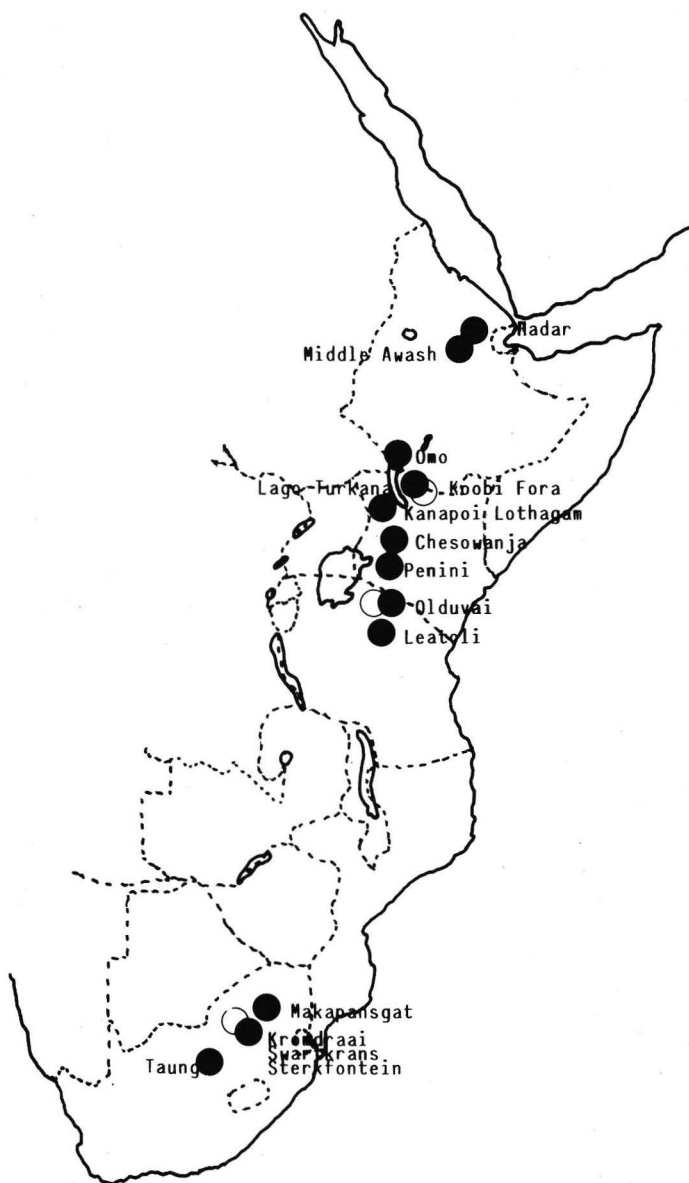 Hadar
Middle Awash
Omo
Lago Turkana
Koobi Fora
Kanapoi Lothagam
Chesowanja
Penini
Olduvai
Leatoli
Makapansgat
Kromdraai
Swartkrans
Sterkfontein
Taung